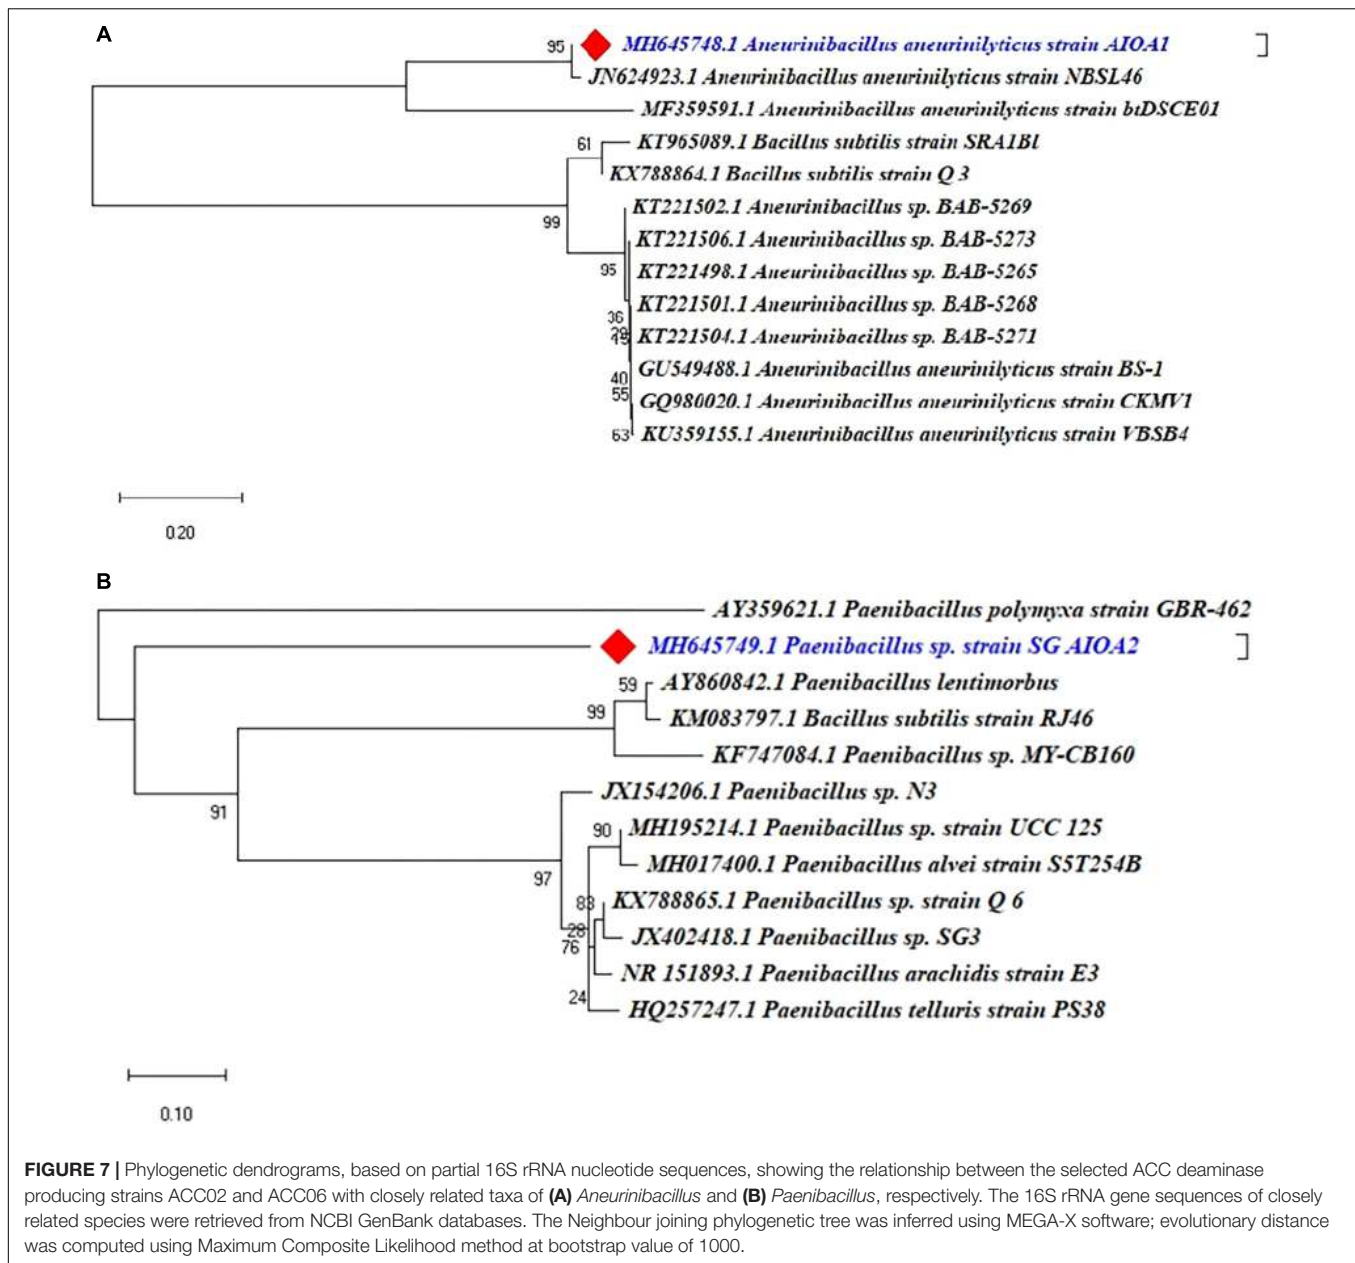 A
95 MH645748.1 Aneurinibacillus aneurinilyticus strain AIOA1
JN624923.1 Aneurinibacillus aneurinilyticus strain NBSL46
MF359591.1 Aneurinibacillus aneurinilyticus strain btDSCE01
61 KT965089.1 Bacillus subtilis strain SRA1Bl
KX788864.1 Bacillus subtilis strain Q 3
KT221502.1 Aneurinibacillus sp. BAB-5269
99
KT221506.1 Aneurinibacillus sp. BAB-5273
95 KT221498.1 Aneurinibacillus sp. BAB-5265
KT221501.1 Aneurinibacillus sp. BAB-5268
36
KT221504.1 Aneurinibacillus sp. BAB-5271
GU549488.1 Aneurinibacillus aneurinilyticus strain BS-1
40
55 GQ980020.1 Aneurinibacillus aneurinilyticus strain CKMV1
63 KU359155.1 Aneurinibacillus aneurinilyticus strain VBSB4
0.20
B
AY359621.1 Paenibacillus polymyxa strain GBR-462
MH645749.1 Paenibacillus sp. strain SG AIOA2
59 AY860842.1 Paenibacillus lentimorbus
99 KM083797.1 Bacillus subtilis strain RJ46
KF747084.1 Paenibacillus sp. MY-CB160
JX154206.1 Paenibacillus sp. N3
91
90 MH195214.1 Paenibacillus sp. strain UCC 125
MH017400.1 Paenibacillus alvei strain S5T254B
97
83 KX788865.1 Paenibacillus sp. strain Q 6
28 JX402418.1 Paenibacillus sp. SG3
76
NR 151893.1 Paenibacillus arachidis strain E3
24 HQ257247.1 Paenibacillus telluris strain PS38
0.10
FIGURE 7 | Phylogenetic dendrograms, based on partial 16S rRNA nucleotide sequences, showing the relationship between the selected ACC deaminase
producing strains ACC02 and ACC06 with closely related taxa of (A) Aneurinibacillus and (B) Paenibacillus, respectively. The 16S rRNA gene sequences of closely
related species were retrieved from NCBI GenBank databases. The Neighbour joining phylogenetic tree was inferred using MEGA-X software; evolutionary distance
was computed using Maximum Composite Likelihood method at bootstrap value of 1000.